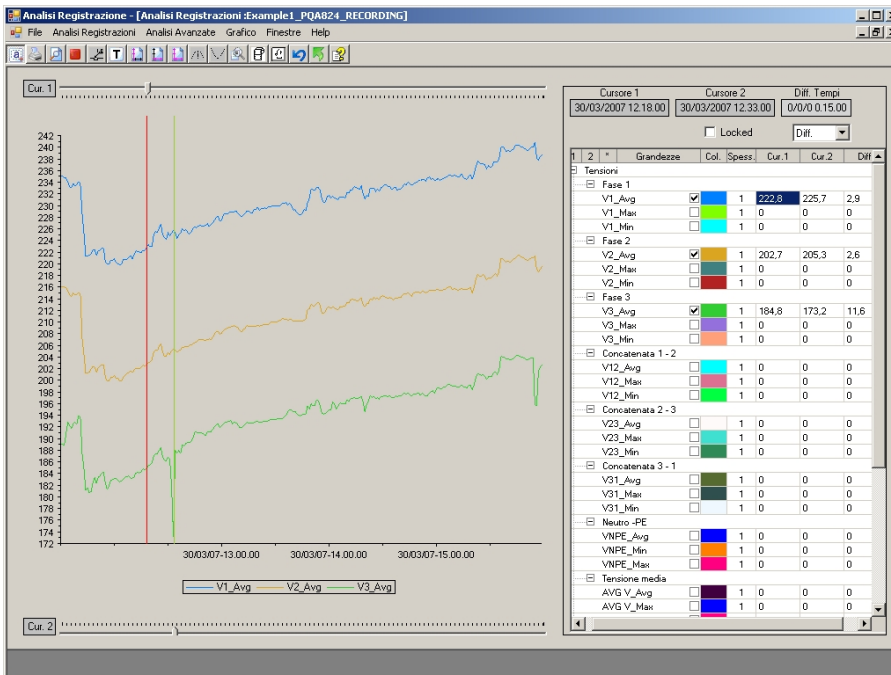 Analisi Registrazione - [Analisi Registrazioni :Example1_PQA824_RECORDING]
File Analisi Registrazioni Analisi Avanzate Grafico Finestre Help
Cur. 1
242
240
238
236
234
232
230
228
226
224
222
220
218
216
214
212
210
208
206
204
202
200
198
196
194
192
190
188
186
184
182
180
178
176
174
172
30/03/07-13.00.00 30/03/07-14.00.00 30/03/07-15.00.00
V1_Avg V2_Avg V3_Avg
Cur. 2
Cursore 1 Cursore 2 Diff. Tempi
30/03/2007 12.18.00 30/03/2007 12.33.00 0/0/0 0.15.00
Locked Diff.
1 2 * Grandezze Col. Spess. Cur.1 Cur.2 Diff
Tensioni
Fase 1
V1_Avg 1 222,8 225,7 2,9
V1_Max 1 0 0 0
V1_Min 1 0 0 0
Fase 2
V2_Avg 1 202,7 205,3 2,6
V2_Max 1 0 0 0
V2_Min 1 0 0 0
Fase 3
V3_Avg 1 184,8 173,2 11,6
V3_Max 1 0 0 0
V3_Min 1 0 0 0
Concatenata 1 - 2
V12_Avg 1 0 0 0
V12_Max 1 0 0 0
V12_Min 1 0 0 0
Concatenata 2 - 3
V23_Avg 1 0 0 0
V23_Max 1 0 0 0
V23_Min 1 0 0 0
Concatenata 3 - 1
V31_Avg 1 0 0 0
V31_Max 1 0 0 0
V31_Min 1 0 0 0
Neutro -PE
VNPE_Avg 1 0 0 0
VNPE_Min 1 0 0 0
VNPE_Max 1 0 0 0
Tensione media
AVG V_Avg 1 0 0 0
AVG V_Max 1 0 0 0